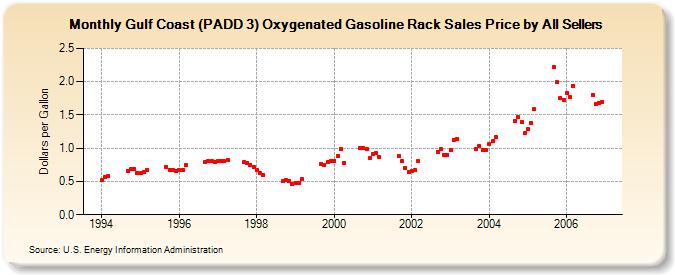 Monthly Gulf Coast (PADD 3) Oxygenated Gasoline Rack Sales Price by All Sellers
Dollars per Gallon
2.5
2.0
1.5
1.0
0.5
0.0
1994 1996 1998 2000 2002 2004 2006
Source: U.S. Energy Information Administration